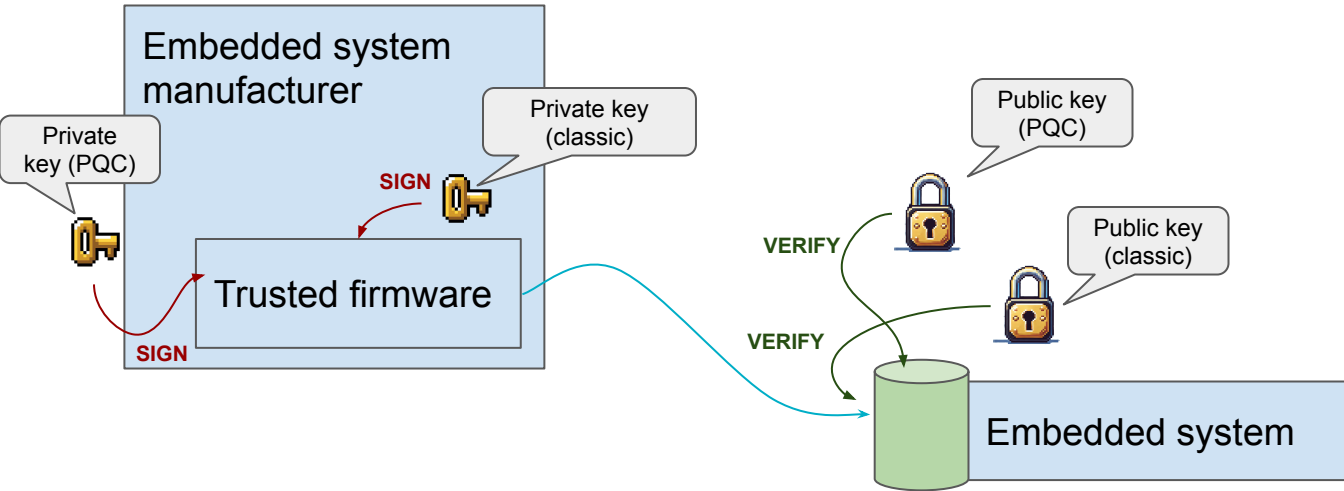 Embedded system
manufacturer
Private
key (PQC)
Private key
(classic)
SIGN
SIGN
Trusted firmware
Public key
(PQC)
Public key
(classic)
VERIFY
VERIFY
Embedded system